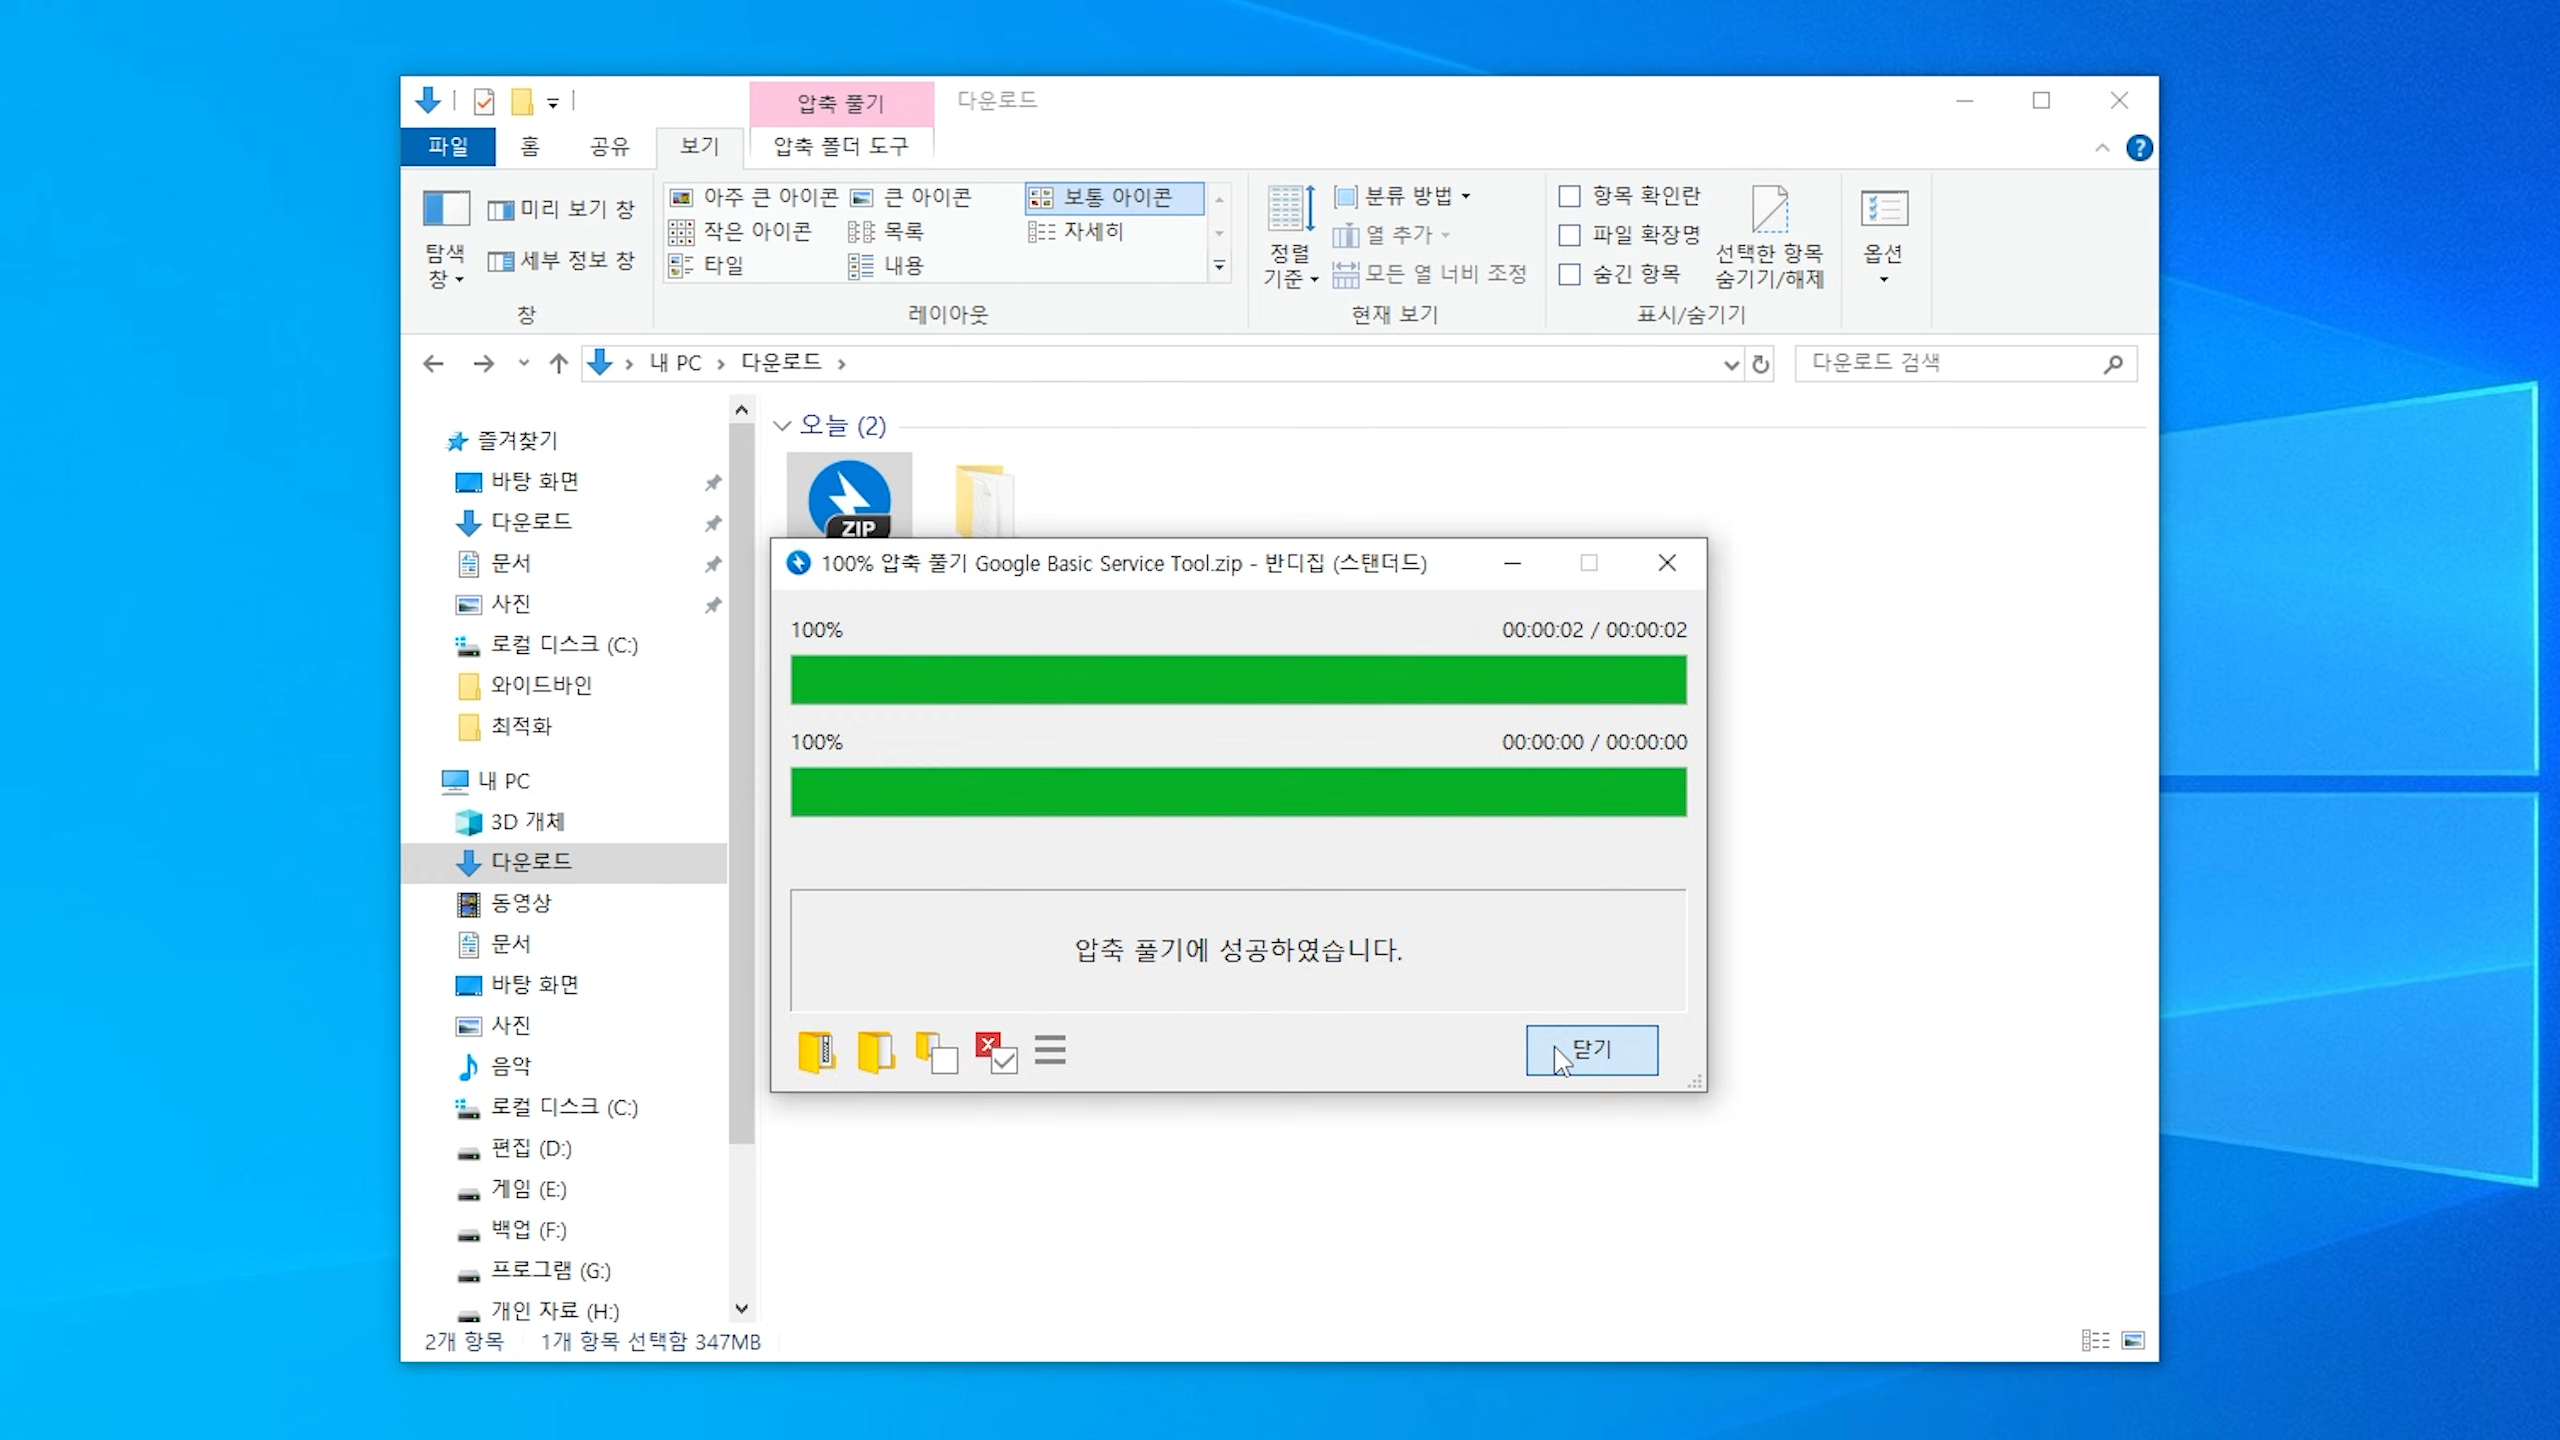 압축 풀기
다운로드
파일
홈
공유
보기
압축 폴더 도구
탐색
창
미리 보기 창
세부 정보 창
창
아주 큰 아이콘
큰 아이콘
보통 아이콘
작은 아이콘
목록
자세히
타일
내용
레이아웃
정렬
기준
분류 방법
열 추가
모든 열 너비 조정
현재 보기
항목 확인란
파일 확장명
숨긴 항목
선택한 항목
숨기기/해제
표시/숨기기
옵션
내 PC
다운로드
다운로드 검색
즐겨찾기
바탕 화면
다운로드
문서
사진
로컬 디스크 (C:)
와이드바인
최적화
내 PC
3D 개체
다운로드
동영상
문서
바탕 화면
사진
음악
로컬 디스크 (C:)
편집 (D:)
게임 (E:)
백업 (F:)
프로그램 (G:)
개인 자료 (H:)
오늘 (2)
ZIP
100% 압축 풀기 Google Basic Service Tool.zip - 반디집 (스탠더드)
100%
00:00:02 / 00:00:02
100%
00:00:00 / 00:00:00
압축 풀기에 성공하였습니다.
닫기
2개 항목
1개 항목 선택함 347MB